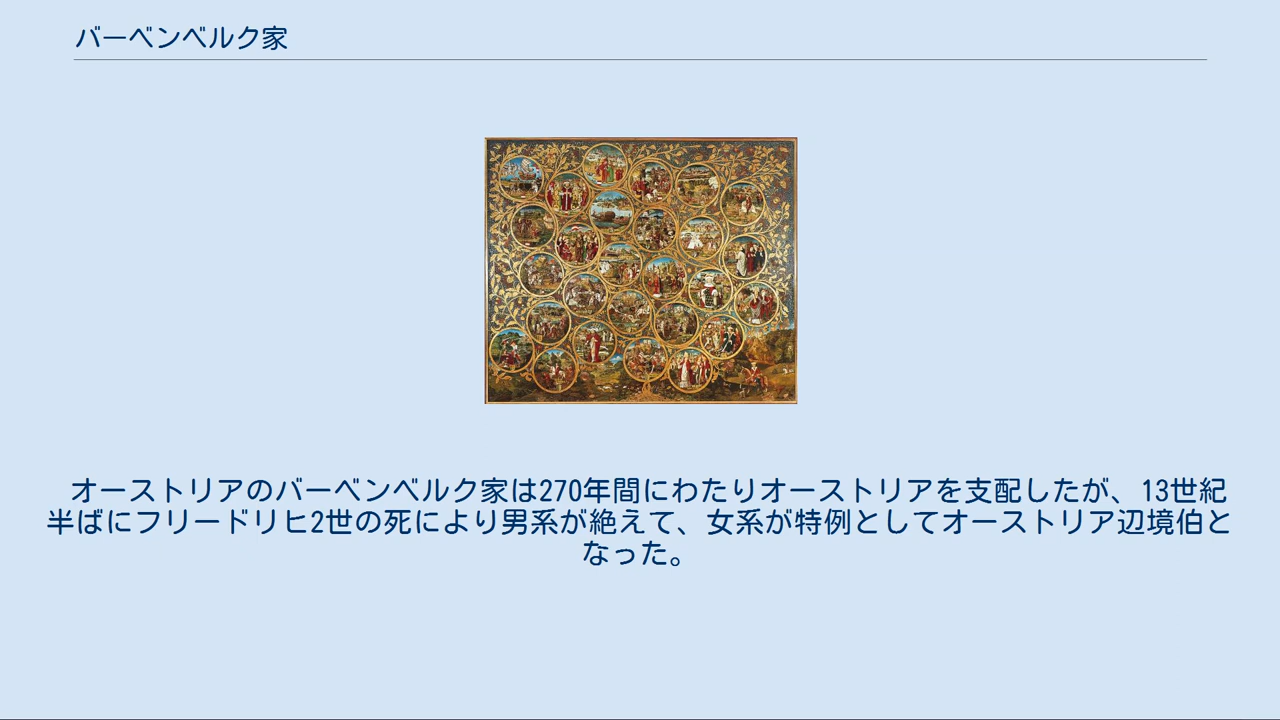 バーベンベルク家
オーストリアのバーベンベルク家は270年間にわたりオーストリアを支配したが、13世紀
半ばにフリードリヒ2世の死により男系が絶えて、女系が特例としてオーストリア辺境伯と
なった。